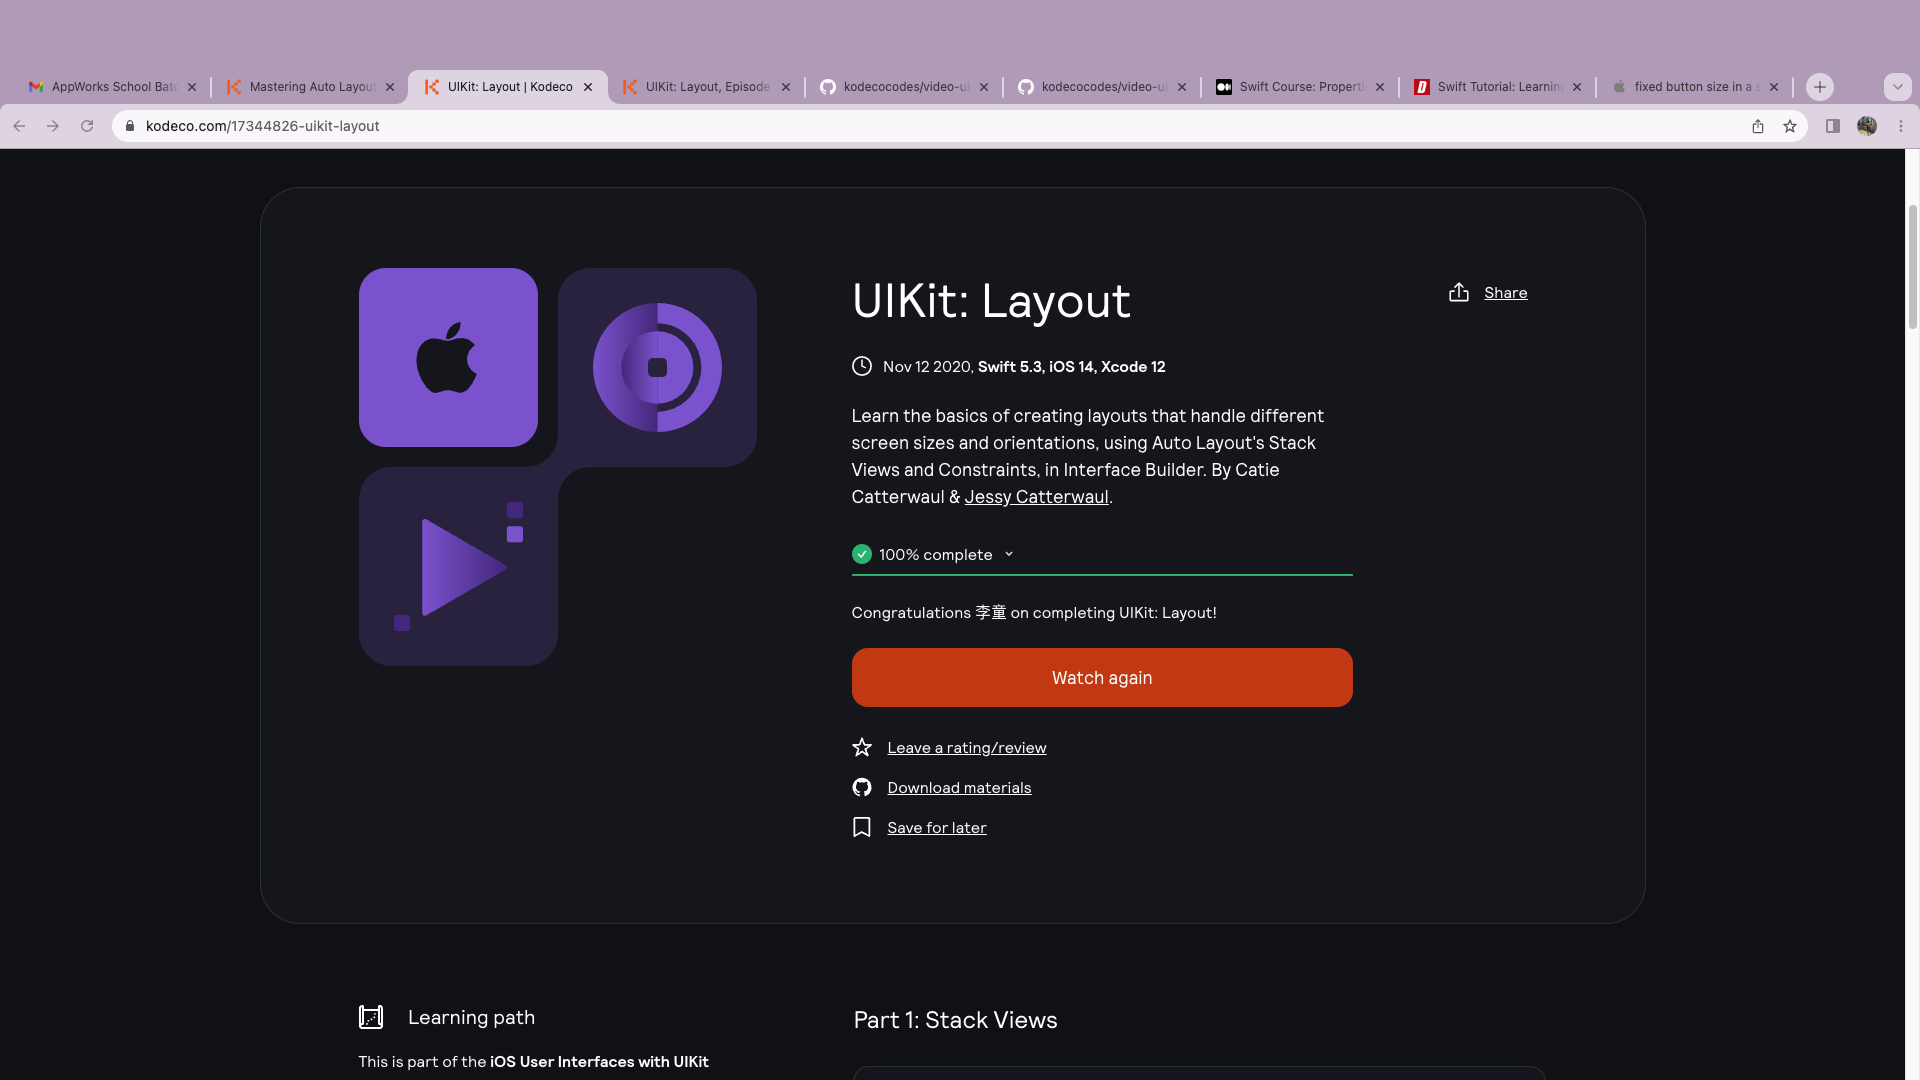 AppWorks School Batc
Mastering Auto Layout
UIKit: Layout | Kodeco
UIKit: Layout, Episode
kodecocodes/video-uk
kodecocodes/video-uk
Swift Course: Properti
Swift Tutorial: Learning
fixed button size in a s
kodeco.com/17344826-uikit-layout
UIKit: Layout
Share
Nov 12 2020, Swift 5.3, iOS 14, Xcode 12
Learn the basics of creating layouts that handle different
screen sizes and orientations, using Auto Layout's Stack
Views and Constraints, in Interface Builder. By Catie
Catterwaul & Jessy Catterwaul.
100% complete
Congratulations 李童 on completing UIKit: Layout!
Watch again
Leave a rating/review
Download materials
Save for later
Learning path
Part 1: Stack Views
This is part of the iOS User Interfaces with UIKit